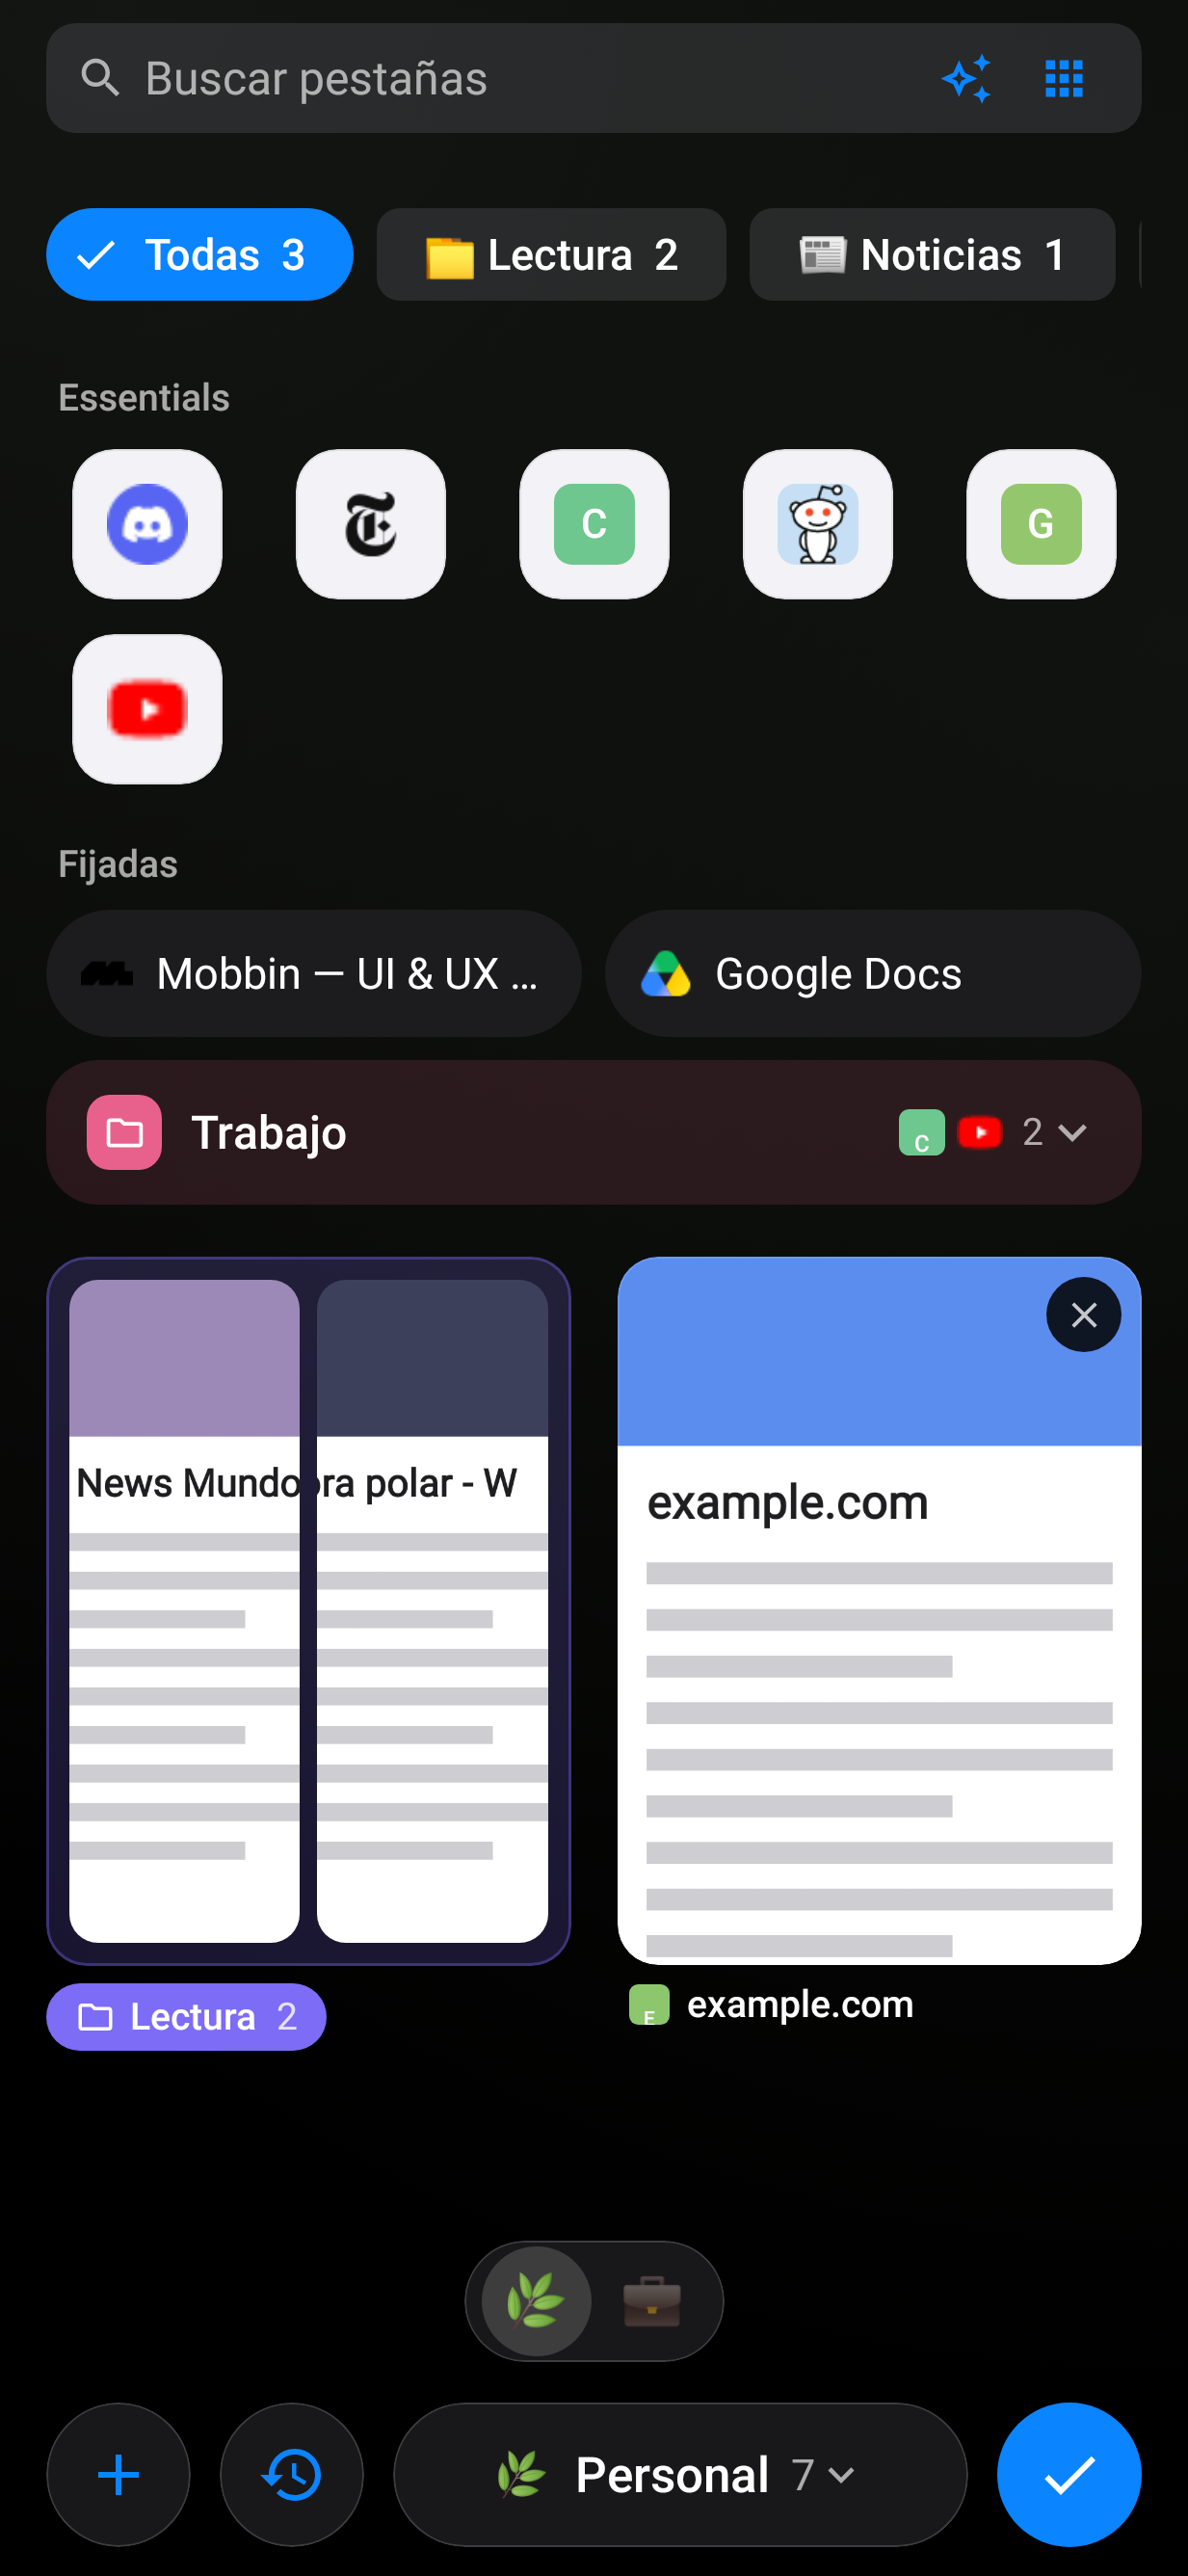 Buscar pestañas
Todas 3
Lectura 2
Noticias 1
Essentials
C
G
Fijadas
Mobbin — UI & UX ...
Google Docs
Trabajo
C
2
News Mundo
ra polar - W
example.com
Lectura 2
E
example.com
Personal 7